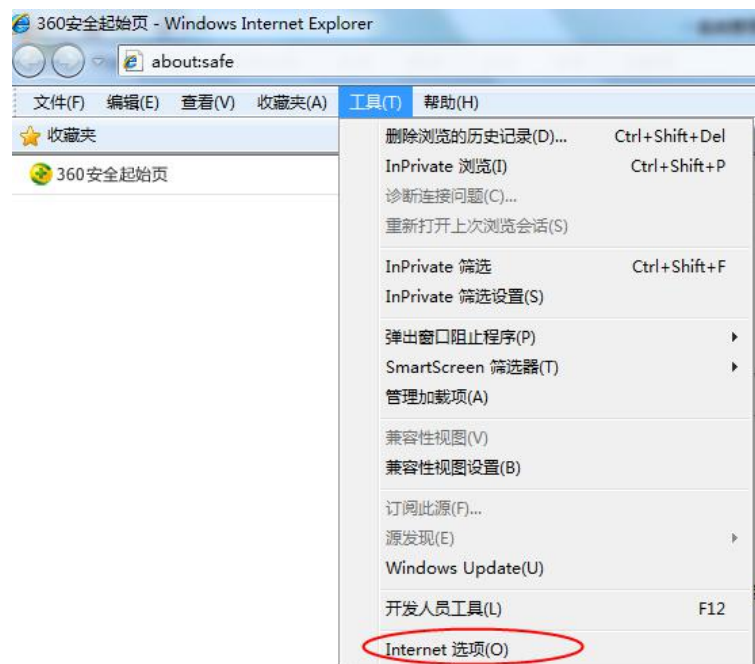 360安全起始页 - Windows Internet Explorer
about:safe
文件(F) 编辑(E) 查看(V) 收藏夹(A) 工具(T) 帮助(H)
收藏夹
360安全起始页
删除浏览的历史记录(D)... Ctrl+Shift+Del
InPrivate 浏览(I) Ctrl+Shift+P
诊断连接问题(C)...
重新打开上次浏览会话(S)
InPrivate 筛选 Ctrl+Shift+F
InPrivate 筛选设置(S)
弹出窗口阻止程序(P)
SmartScreen 筛选器(T)
管理加载项(A)
兼容性视图(V)
兼容性视图设置(B)
订阅此源(F)...
源发现(E)
Windows Update(U)
开发人员工具(L) F12
Internet 选项(O)